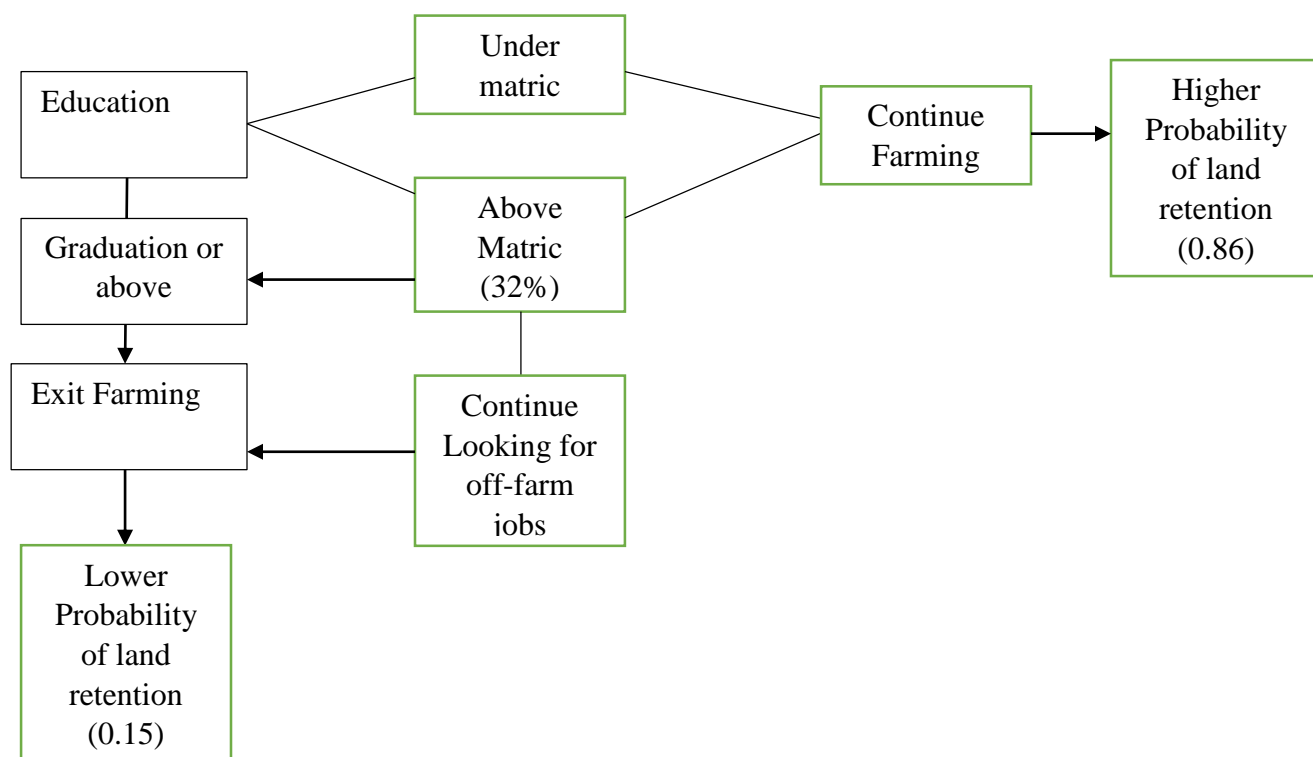 Education
Under
matric
Continue
Farming
Higher
Probability
of land
retention
(0.86)
Above
Matric
(32%)
Graduation or
above
Exit Farming
Continue
Looking for
off-farm
jobs
Lower
Probability
of land
retention
(0.15)